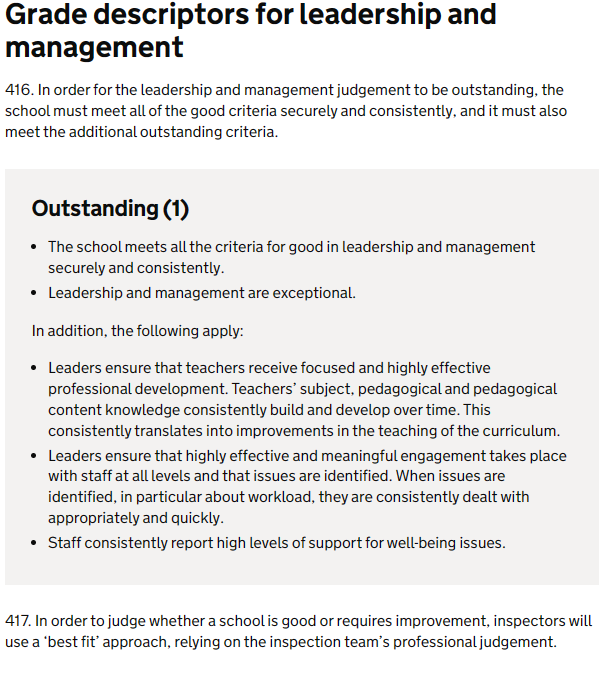 Grade descriptors for leadership and
management
416. In order for the leadership and management judgement to be outstanding, the
school must meet all of the good criteria securely and consistently, and it must also
meet the additional outstanding criteria.
Outstanding (1)
• The school meets all the criteria for good in leadership and management
securely and consistently.
• Leadership and management are exceptional.
In addition, the following apply:
• Leaders ensure that teachers receive focused and highly effective
professional development. Teachers’ subject, pedagogical and pedagogical
content knowledge consistently build and develop over time. This
consistently translates into improvements in the teaching of the curriculum.
• Leaders ensure that highly effective and meaningful engagement takes place
with staff at all levels and that issues are identified. When issues are
identified, in particular about workload, they are consistently dealt with
appropriately and quickly.
• Staff consistently report high levels of support for well-being issues.
417. In order to judge whether a school is good or requires improvement, inspectors will
use a ‘best fit’ approach, relying on the inspection team’s professional judgement.